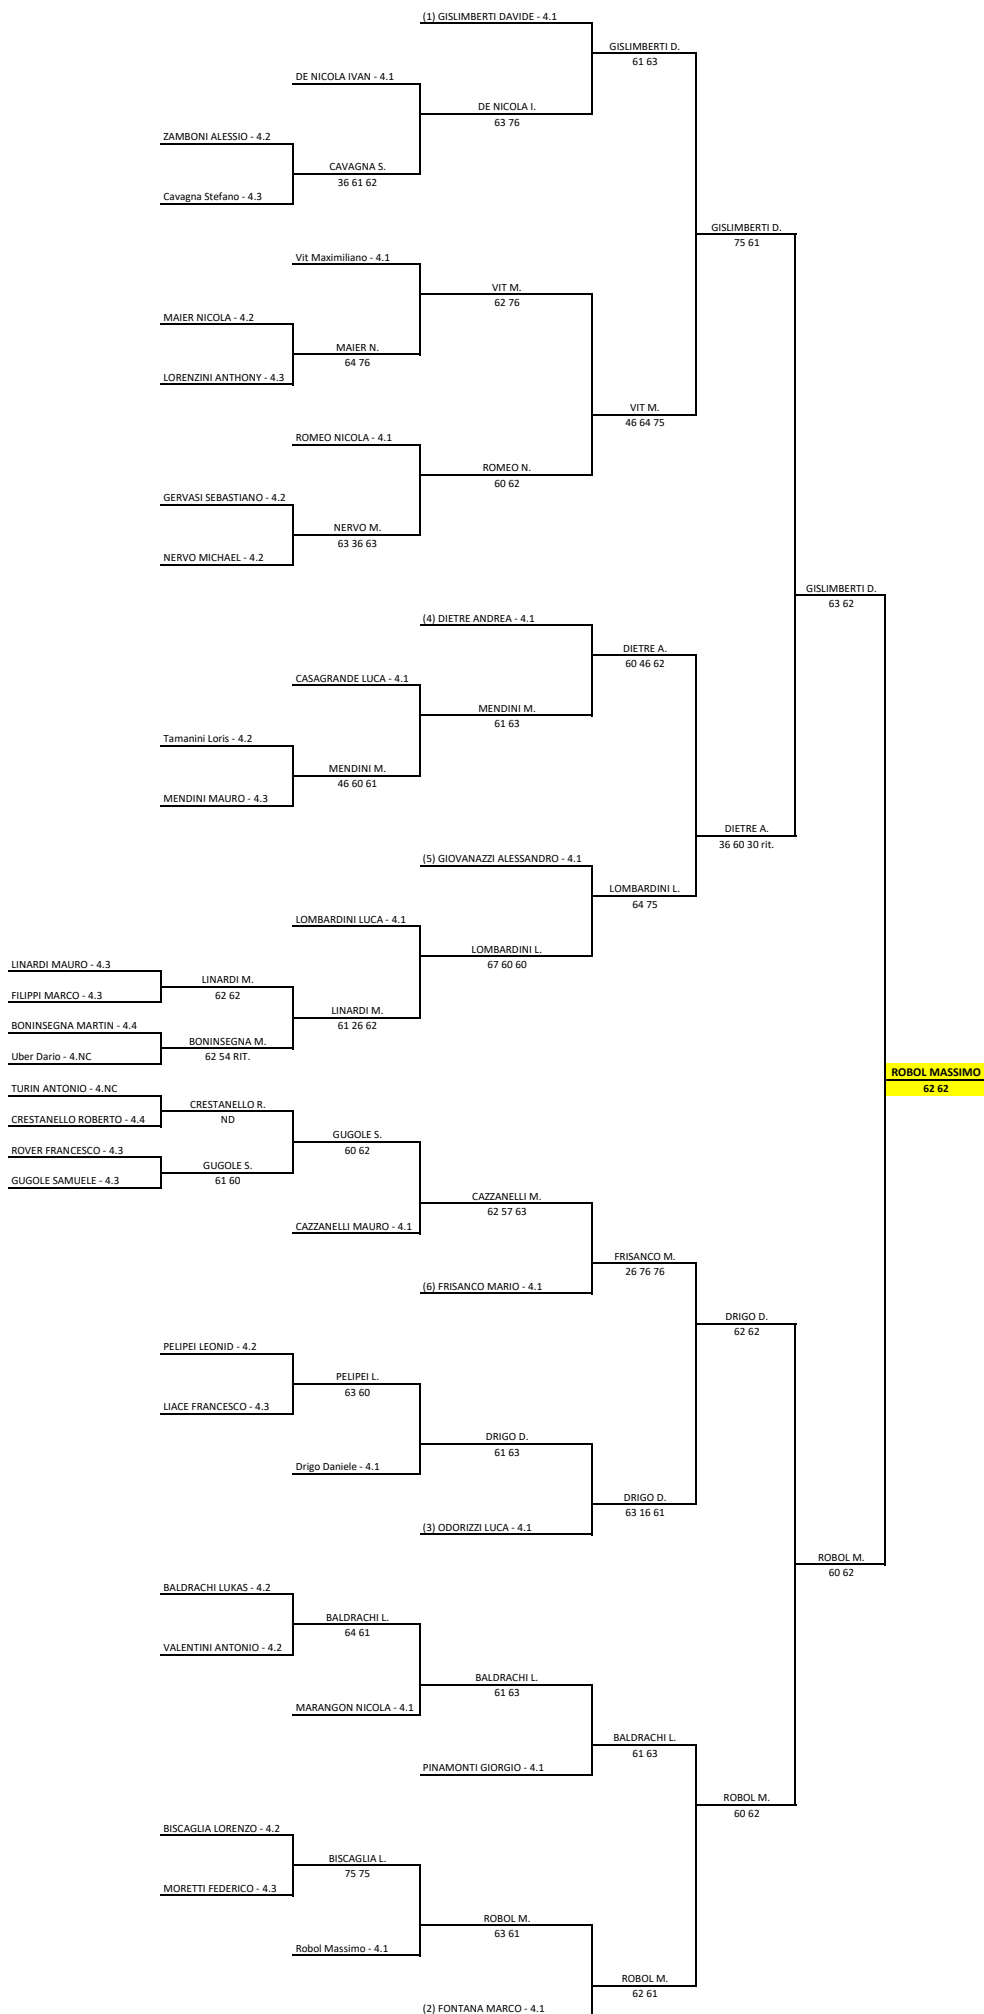 (1) GISLIMBERTI DAVIDE - 4.1
GISLIMBERTI D.
61 63
DE NICOLA IVAN - 4.1
DE NICOLA I.
63 76
ZAMBONI ALESSIO - 4.2
CAVAGNA S.
36 61 62
Cavagna Stefano - 4.3
GISLIMBERTI D.
75 61
Vit Maximiliano - 4.1
VIT M.
62 76
MAIER NICOLA - 4.2
MAIER N.
64 76
LORENZINI ANTHONY - 4.3
VIT M.
46 64 75
ROMEO NICOLA - 4.1
ROMEO N.
60 62
GERVASI SEBASTIANO - 4.2
NERVO M.
63 36 63
NERVO MICHAEL - 4.2
GISLIMBERTI D.
63 62
(4) DIETRE ANDREA - 4.1
DIETRE A.
60 46 62
CASAGRANDE LUCA - 4.1
MENDINI M.
61 63
Tamanini Loris - 4.2
MENDINI M.
46 60 61
MENDINI MAURO - 4.3
DIETRE A.
36 60 30 rit.
(5) GIOVANAZZI ALESSANDRO - 4.1
LOMBARDINI L.
64 75
LOMBARDINI LUCA - 4.1
LOMBARDINI L.
67 60 60
LINARDI MAURO - 4.3
LINARDI M.
62 62
FILIPPI MARCO - 4.3
LINARDI M.
61 26 62
BONINSEGNA MARTIN - 4.4
BONINSEGNA M.
62 54 RIT.
Uber Dario - 4.NC
ROBOL MASSIMO
62 62
TURIN ANTONIO - 4.NC
CRESTANELLO R.
ND
CRESTANELLO ROBERTO - 4.4
GUGOLE S.
60 62
ROVER FRANCESCO - 4.3
GUGOLE S.
61 60
GUGOLE SAMUELE - 4.3
CAZZANELLI M.
62 57 63
CAZZANELLI MAURO - 4.1
FRISANCO M.
26 76 76
(6) FRISANCO MARIO - 4.1
DRIGO D.
62 62
PELIPEI LEONID - 4.2
PELIPEI L.
63 60
LIACE FRANCESCO - 4.3
DRIGO D.
61 63
Drigo Daniele - 4.1
DRIGO D.
63 16 61
(3) ODORIZZI LUCA - 4.1
ROBOL M.
60 62
BALDRACHI LUKAS - 4.2
BALDRACHI L.
64 61
VALENTINI ANTONIO - 4.2
BALDRACHI L.
61 63
MARANGON NICOLA - 4.1
BALDRACHI L.
61 63
PINAMONTI GIORGIO - 4.1
ROBOL M.
60 62
BISCAGLIA LORENZO - 4.2
BISCAGLIA L.
75 75
MORETTI FEDERICO - 4.3
ROBOL M.
63 61
Robol Massimo - 4.1
ROBOL M.
62 61
(2) FONTANA MARCO - 4.1